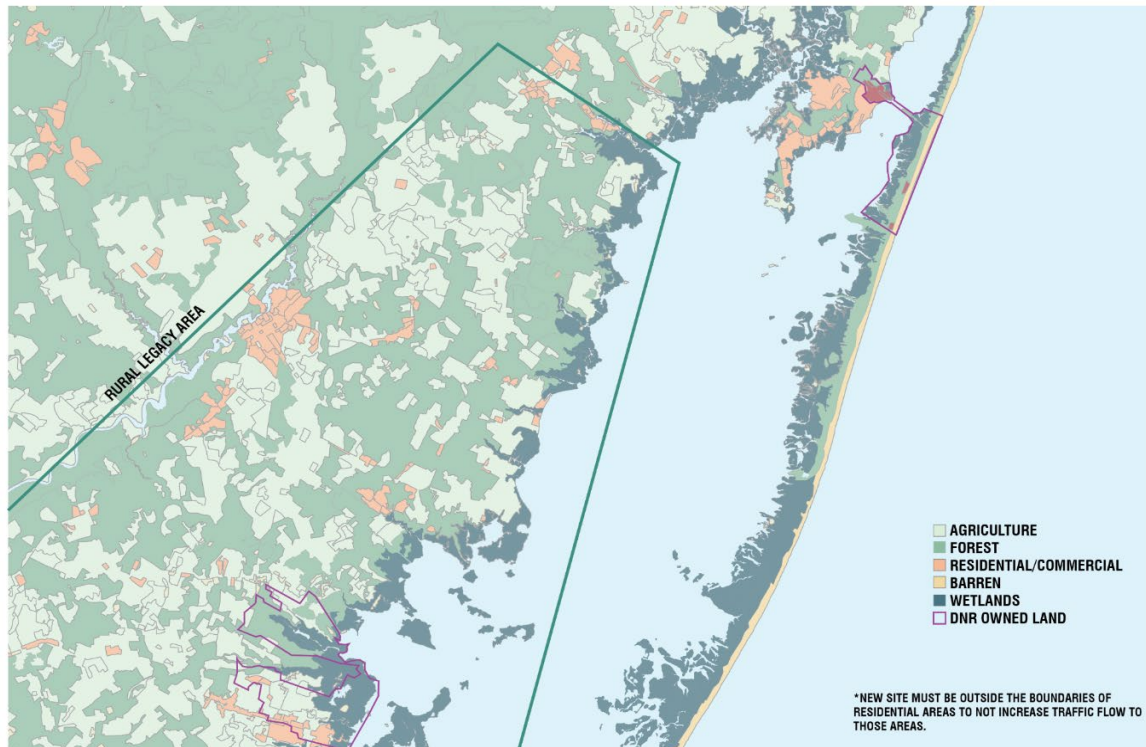 RURAL LEGACY AREA
AGRICULTURE
FOREST
RESIDENTIAL/COMMERCIAL
BARREN
WETLANDS
DNR OWNED LAND
*NEW SITE MUST BE OUTSIDE THE BOUNDARIES OF
RESIDENTIAL AREAS TO NOT INCREASE TRAFFIC FLOW TO
THOSE AREAS.